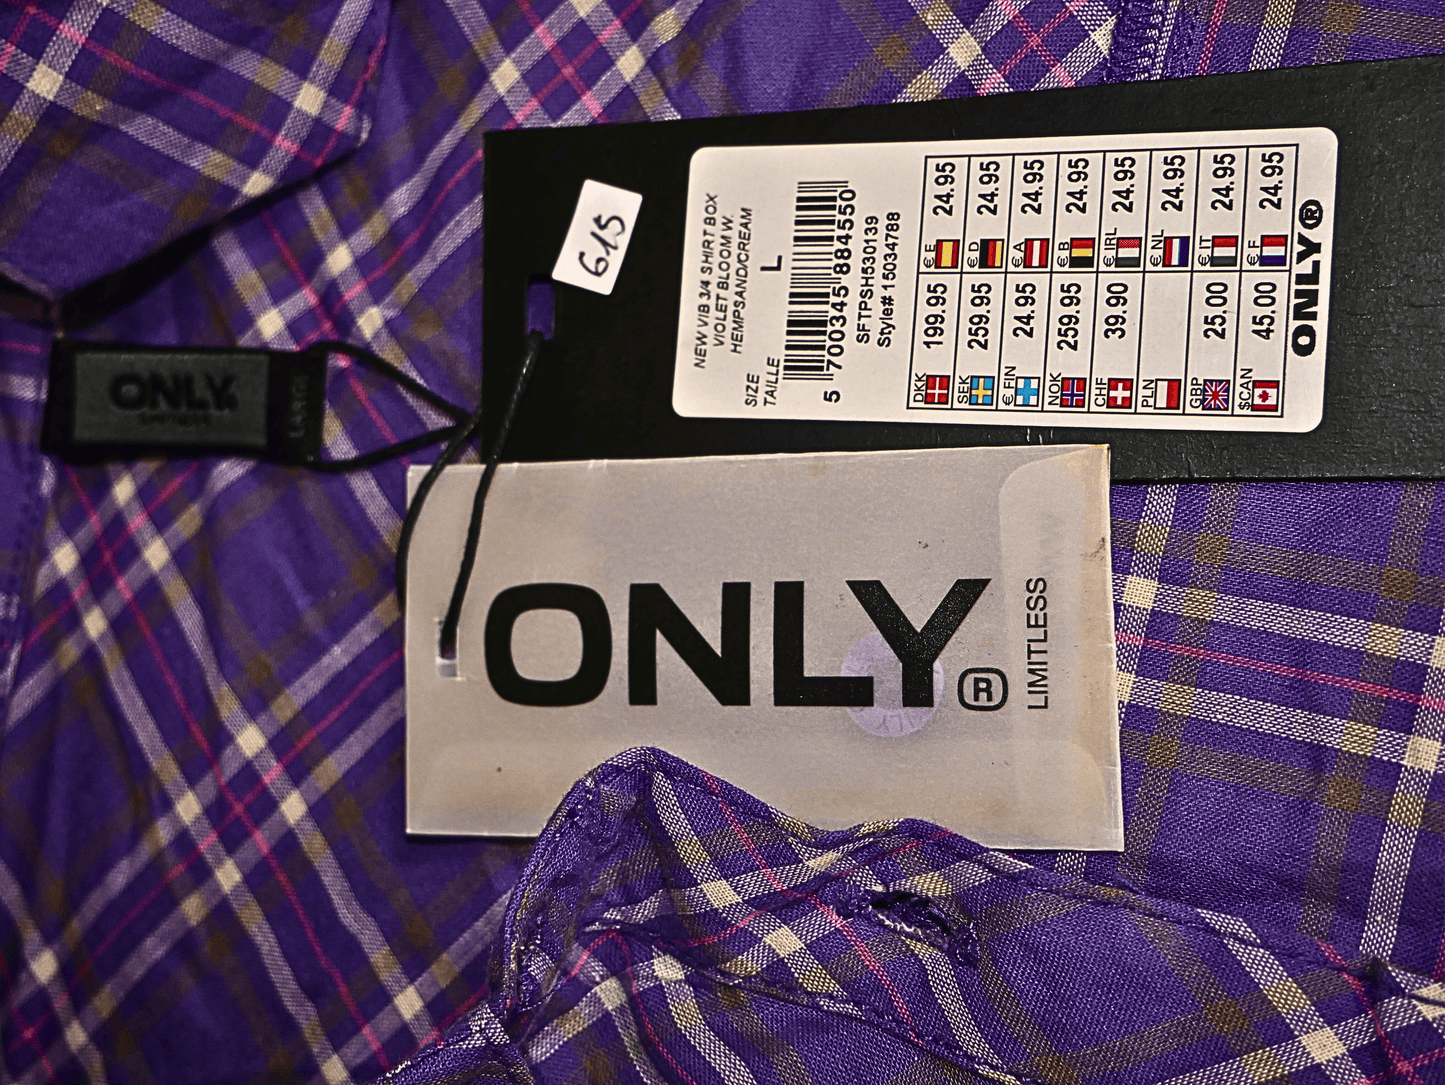 ONLY®
LIMITLESS
ONLY
615
NEW VIB 3/4 SHIRT BOX
VIOLET BLOOM W.
HEMPSAND/CREAM
SIZE
TAILLE L
5 700345 884550
SFTPSH530139
Style# 15034788
DKK 199.95 € E 24.95
SEK 259.95 € D 24.95
€ FIN 24.95 € A 24.95
NOK 259.95 € B 24.95
CHF 39.90 € IRL 24.95
PLN € NL 24.95
GBP 25.00 € IT 24.95
$CAN 45.00 € F 24.95
ONLY®